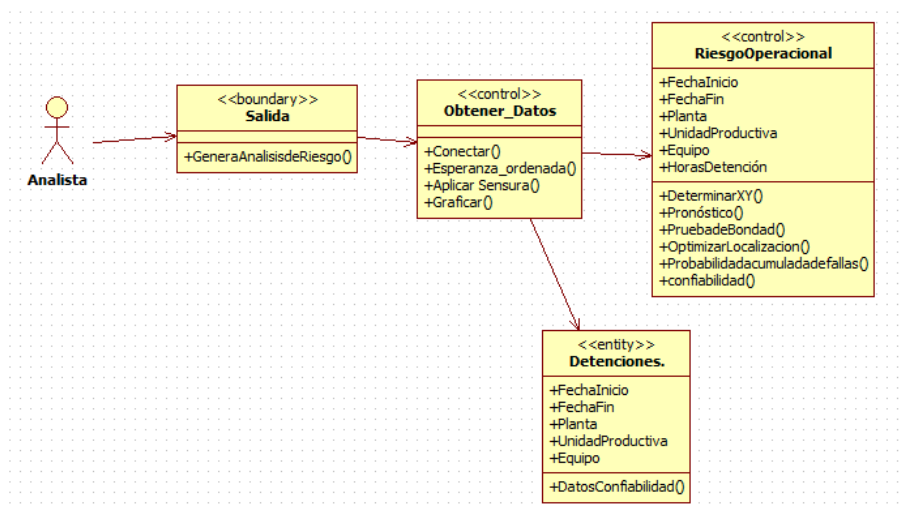 Analista
<<boundary>>
Salida
+GeneraAnalisisdeRiesgo()
<<control>>
Obtener_Datos
+Conectar()
+Esperanza_ordenada()
+Aplicar Sensura()
+Graficar()
<<control>>
RiesgoOperacional
+FechaInicio
+FechaFin
+Planta
+UnidadProductiva
+Equipo
+HorasDetención
+DeterminarXY()
+Pronóstico()
+PruebadeBondad()
+OptimizarLocalizacion()
+Probabilidadacumuladadefallas()
+confiabilidad()
<<entity>>
Detenciones.
+FechaInicio
+FechaFin
+Planta
+UnidadProductiva
+Equipo
+DatosConfiabilidad()